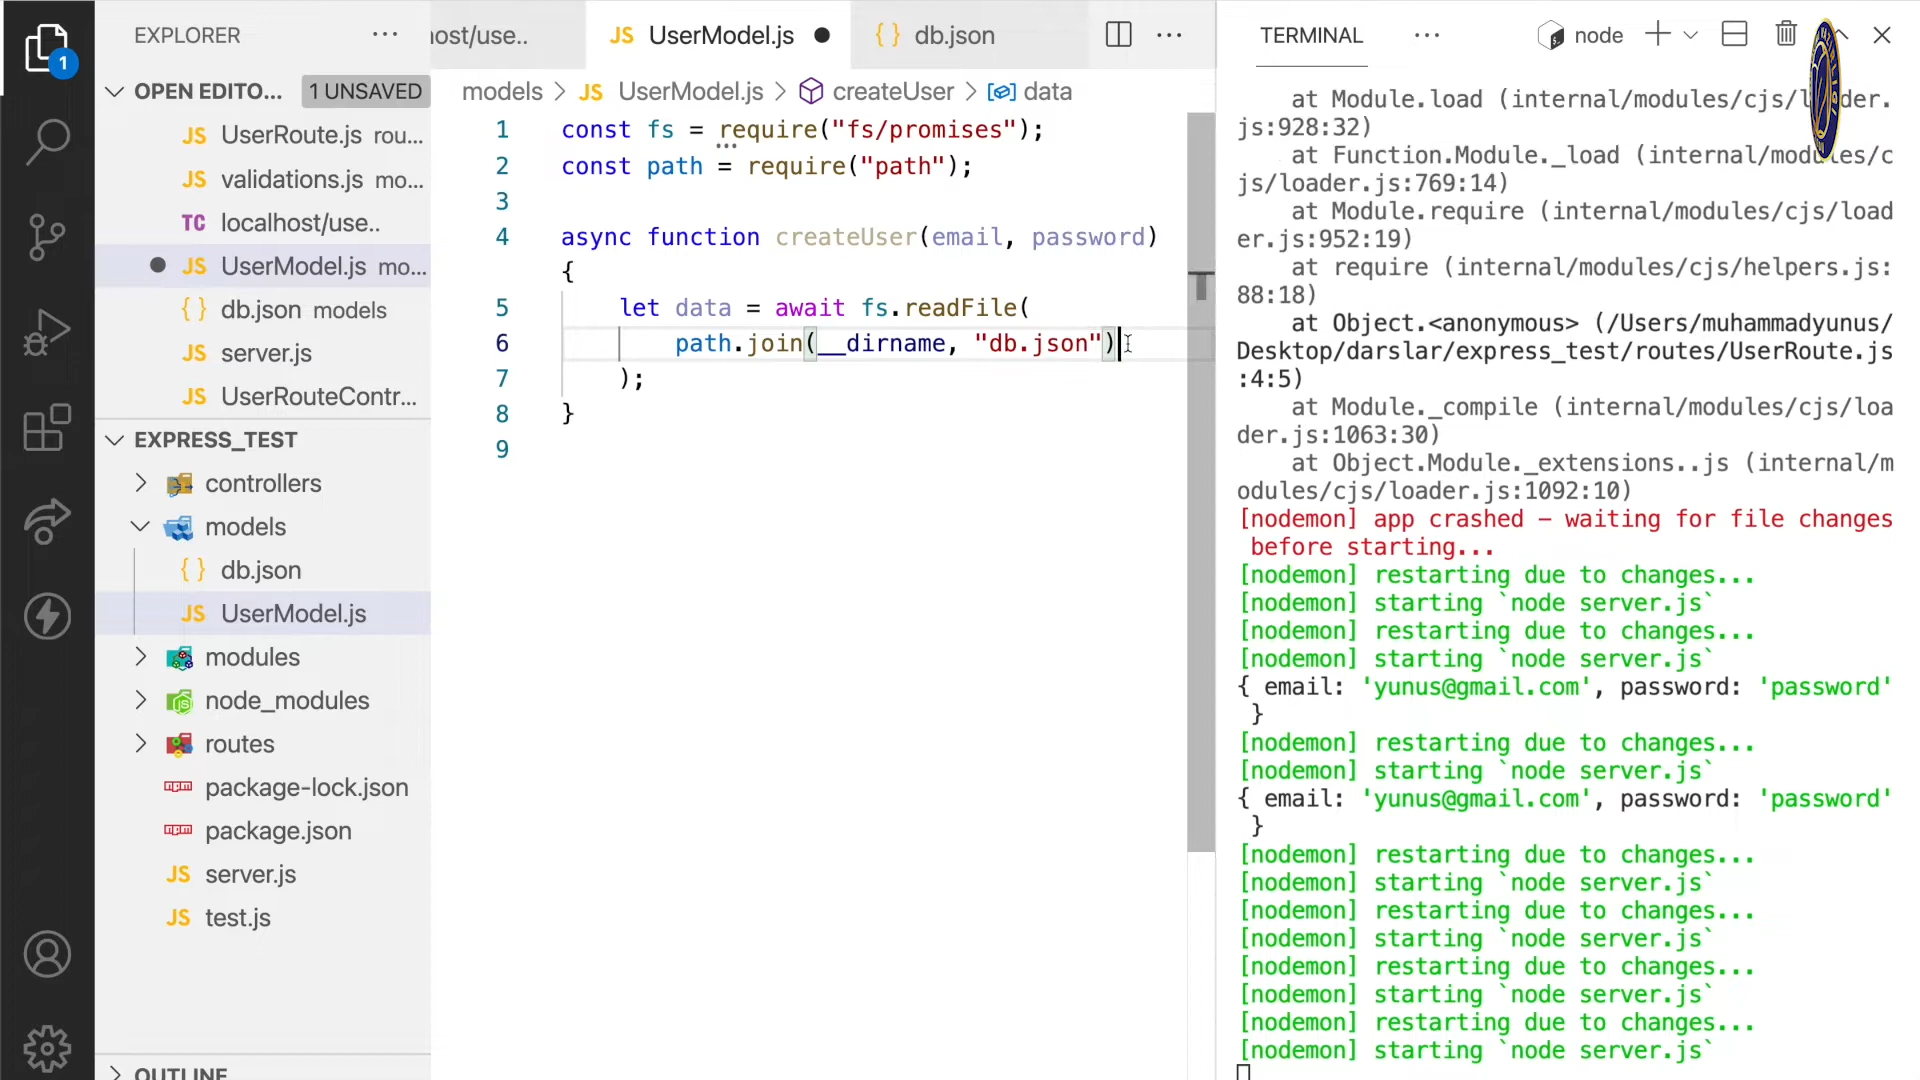 EXPLORER
OPEN EDITO... 1 UNSAVED
JS UserRoute.js rou...
JS validations.js mo...
TC localhost/use..
JS UserModel.js mo...
{ } db.json models
JS server.js
JS UserRouteContr...
EXPRESS_TEST
controllers
models
{ } db.json
JS UserModel.js
modules
node_modules
routes
package-lock.json
package.json
JS server.js
JS test.js
OUTLINE
1
ost/use..
JS UserModel.js
{ } db.json
models > JS UserModel.js > createUser > data
1 const fs = require("fs/promises");
2 const path = require("path");
3
4 async function createUser(email, password)
{
5 let data = await fs.readFile(
6 path.join(__dirname, "db.json")
7 );
8 }
9
TERMINAL
node
at Module.load (internal/modules/cjs/loader.
js:928:32)
at Function.Module._load (internal/modules/c
js/loader.js:769:14)
at Module.require (internal/modules/cjs/load
er.js:952:19)
at require (internal/modules/cjs/helpers.js:
88:18)
at Object.<anonymous> (/Users/muhammadyunus/
Desktop/darslar/express_test/routes/UserRoute.js
:4:5)
at Module._compile (internal/modules/cjs/loa
der.js:1063:30)
at Object.Module._extensions..js (internal/m
odules/cjs/loader.js:1092:10)
[nodemon] app crashed – waiting for file changes
before starting...
[nodemon] restarting due to changes...
[nodemon] starting `node server.js`
[nodemon] restarting due to changes...
[nodemon] starting `node server.js`
{ email: 'yunus@gmail.com', password: 'password'
}
[nodemon] restarting due to changes...
[nodemon] starting `node server.js`
{ email: 'yunus@gmail.com', password: 'password'
}
[nodemon] restarting due to changes...
[nodemon] starting `node server.js`
[nodemon] restarting due to changes...
[nodemon] starting `node server.js`
[nodemon] restarting due to changes...
[nodemon] starting `node server.js`
[nodemon] restarting due to changes...
[nodemon] starting `node server.js`